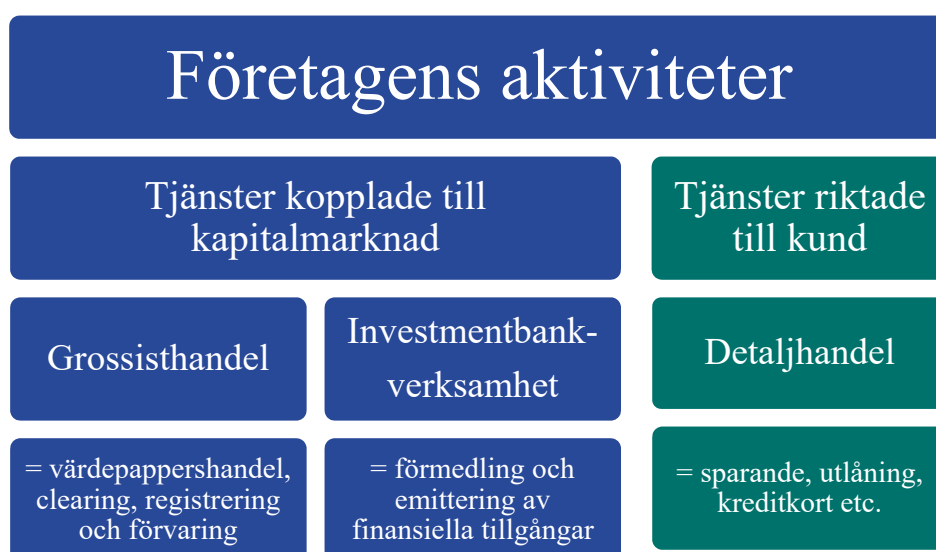 Företagens aktiviteter
Tjänster kopplade till
kapitalmarknad
Tjänster riktade
till kund
Grossisthandel
Investmentbank-
verksamhet
Detaljhandel
= värdepappershandel,
clearing, registrering
och förvaring
= förmedling och
emittering av
finansiella tillgångar
= sparande, utlåning,
kreditkort etc.